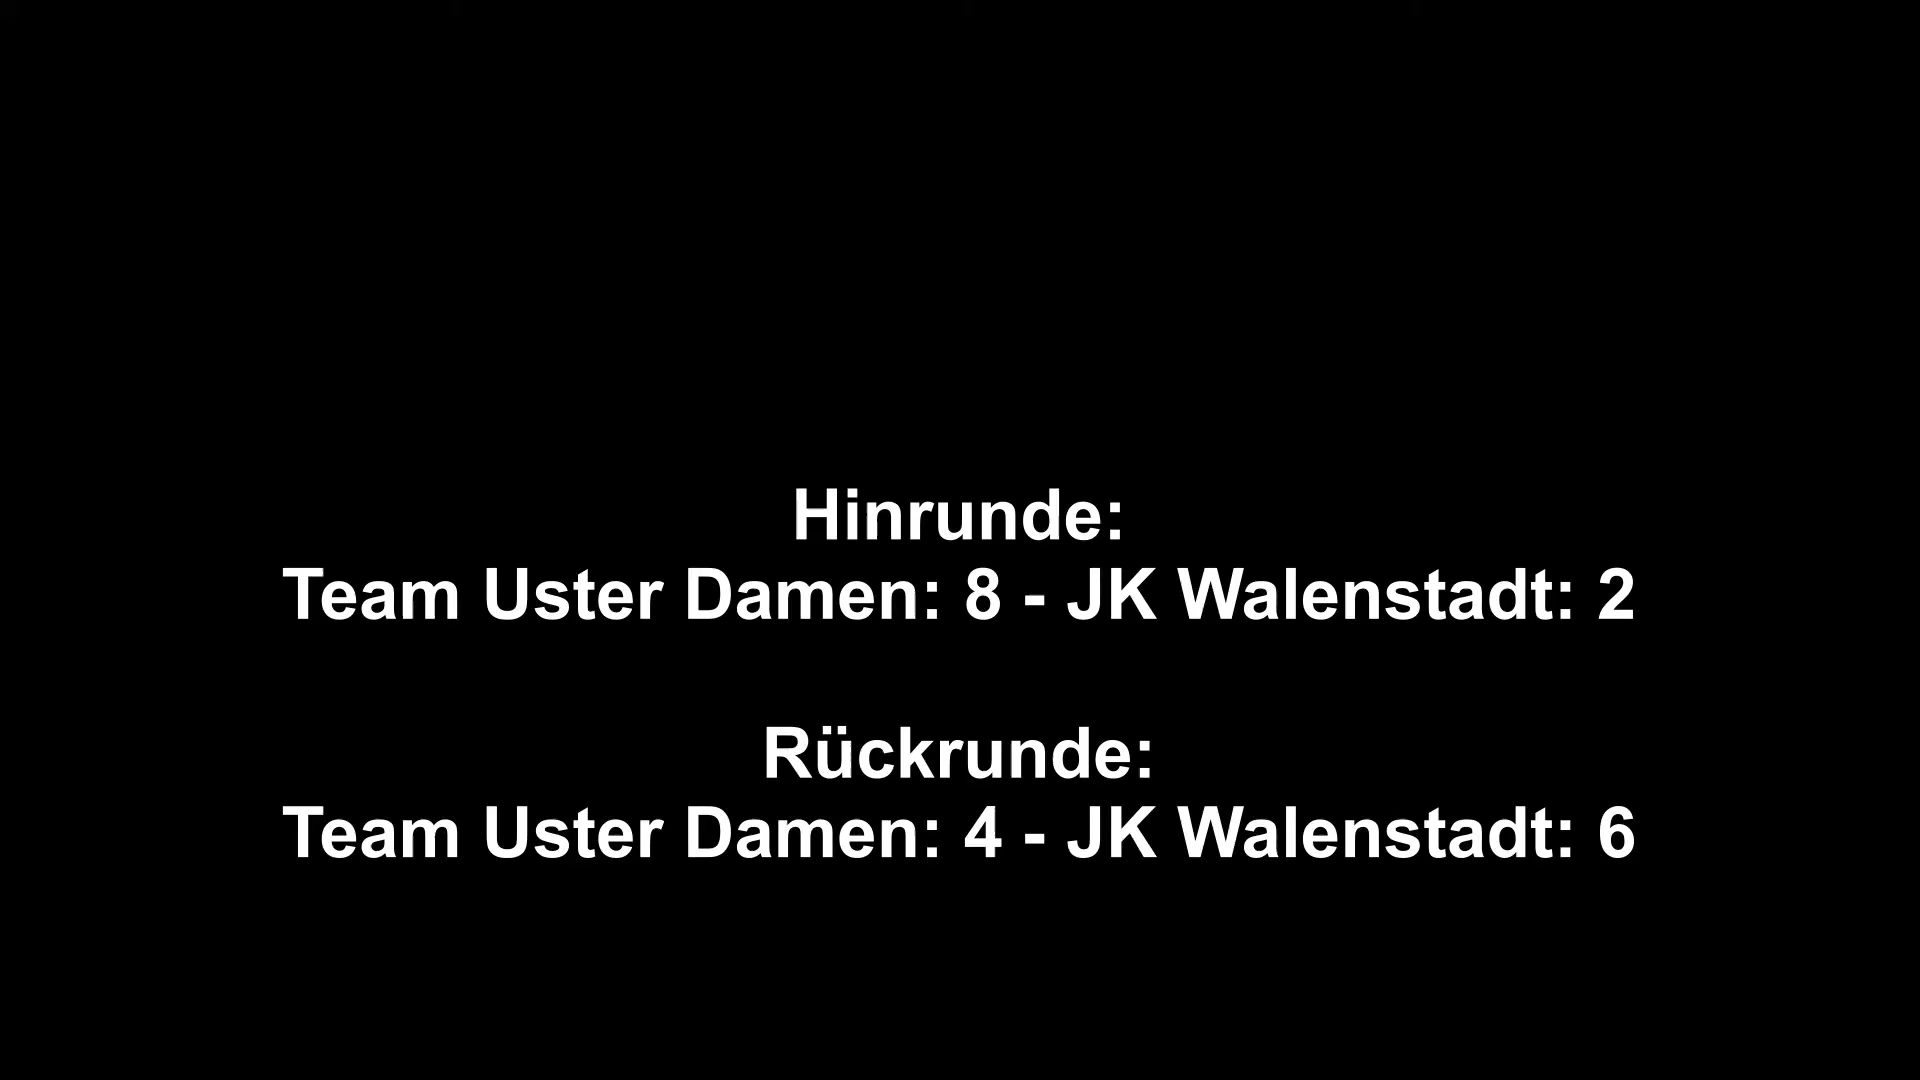 Hinrunde:
Team Uster Damen: 8 - JK Walenstadt: 2
Rückrunde:
Team Uster Damen: 4 - JK Walenstadt: 6